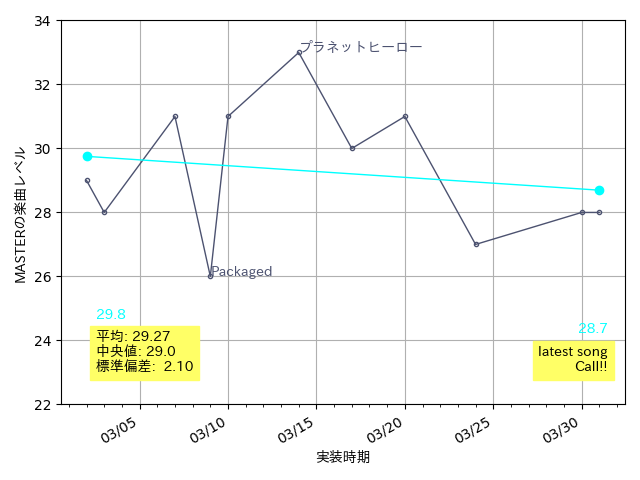 34
32
30
28
26
24
22
MASTERの楽曲レベル
プラネットヒーロー
Packaged
29.8
平均: 29.27
中央値: 29.0
標準偏差: 2.10
28.7
latest song
Call!!
03/05
03/10
03/15
03/20
03/25
03/30
実装時期